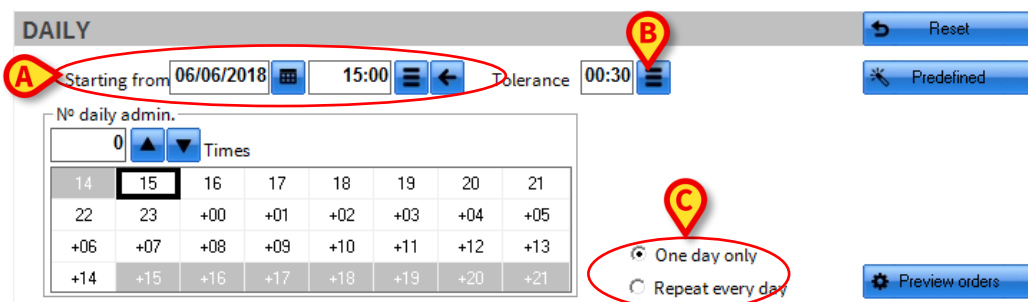 DAILY
Reset
A
Starting from 06/06/2018 15:00 Tolerance 00:30
B
Predefined
Nº daily admin.
0 Times
14 15 16 17 18 19 20 21
22 23 +00 +01 +02 +03 +04 +05
+06 +07 +08 +09 +10 +11 +12 +13
+14 +15 +16 +17 +18 +19 +20 +21
C
One day only
Repeat every day
Preview orders